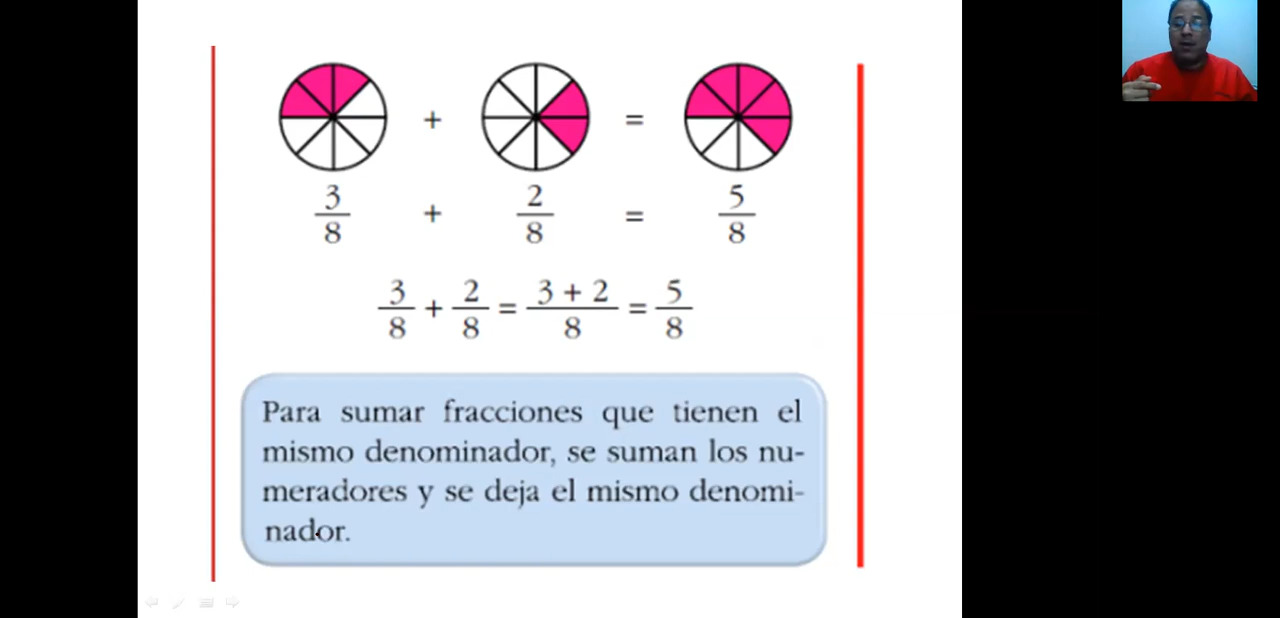 + =
3/8 + 2/8 = 5/8
3/8 + 2/8 = 3 + 2/8 = 5/8
Para sumar fracciones que tienen el
mismo denominador, se suman los nu-
meradores y se deja el mismo denomi-
nador.